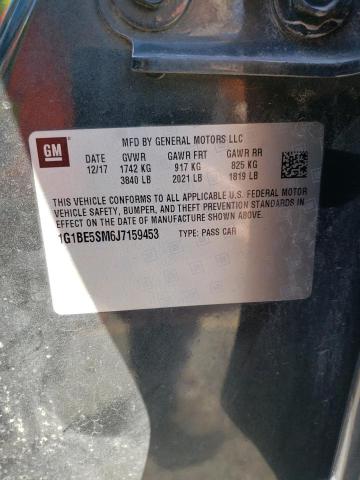 GM
MFD BY GENERAL MOTORS LLC
DATE GVWR GAWR FRT GAWR RR
12/17 1742 KG 917 KG 825 KG
3840 LB 2021 LB 1819 LB
THIS VEHICLE CONFORMS TO ALL APPLICABLE U.S. FEDERAL MOTOR
VEHICLE SAFETY, BUMPER, AND THEFT PREVENTION STANDARDS IN
EFFECT ON THE DATE OF MANUFACTURE SHOWN ABOVE.
1G1BE5SM6J7159453 TYPE: PASS CAR